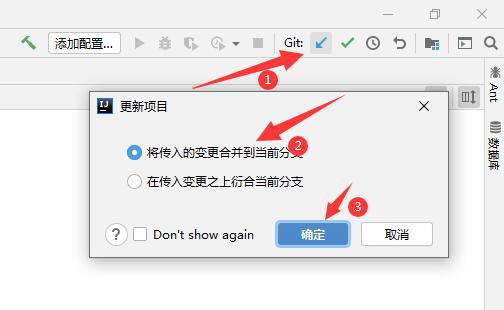 添加配置...
Git:
1
IJ
更新项目
将传入的变更合并到当前分支
2
在传入变更之上衍合当前分支
3
?
Don't show again
确定
取消
Ant
数据库